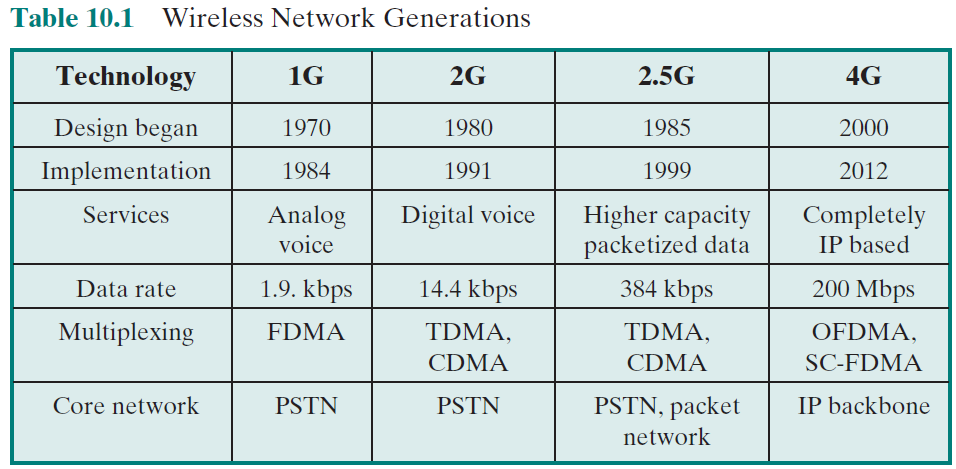 Table 10.1 Wireless Network Generations
Technology 1G 2G 2.5G 4G
Design began 1970 1980 1985 2000
Implementation 1984 1991 1999 2012
Services Analog Digital voice Higher capacity Completely
voice packetized data IP based
Data rate 1.9. kbps 14.4 kbps 384 kbps 200 Mbps
Multiplexing FDMA TDMA, TDMA, OFDMA,
CDMA CDMA SC-FDMA
Core network PSTN PSTN PSTN, packet IP backbone
network